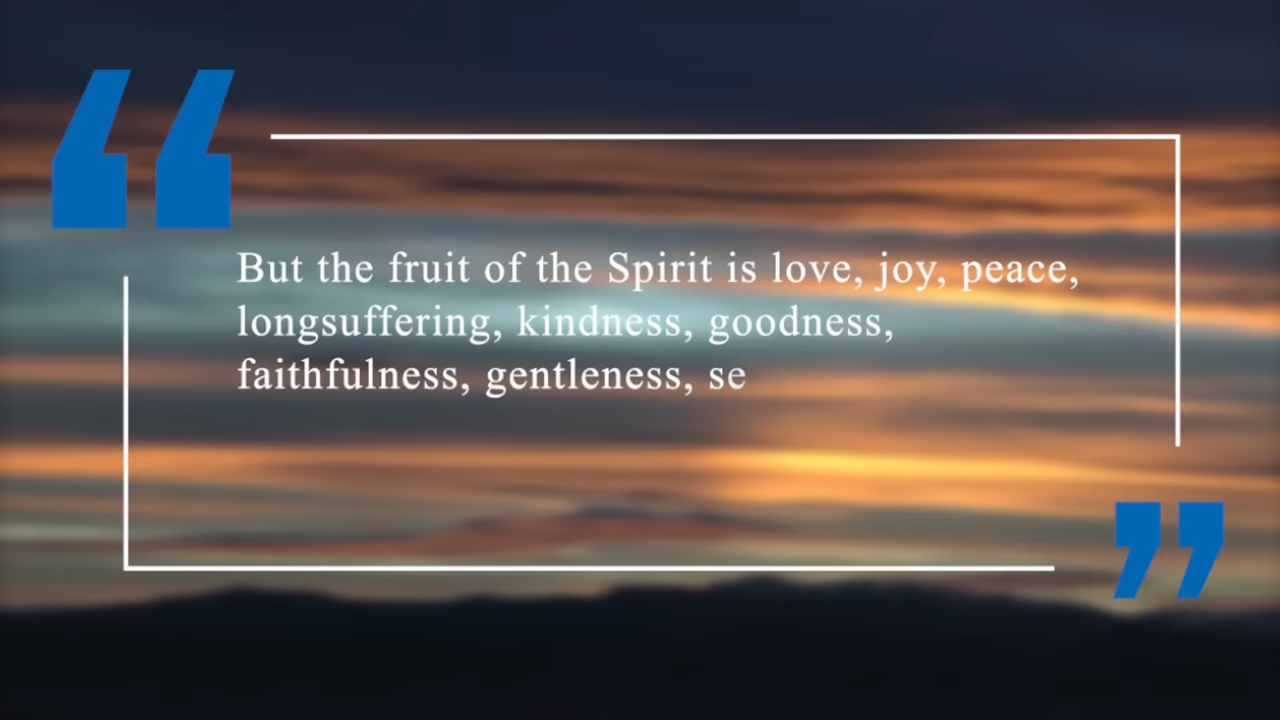 But the fruit of the Spirit is love, joy, peace,
longsuffering, kindness, goodness,
faithfulness, gentleness, se